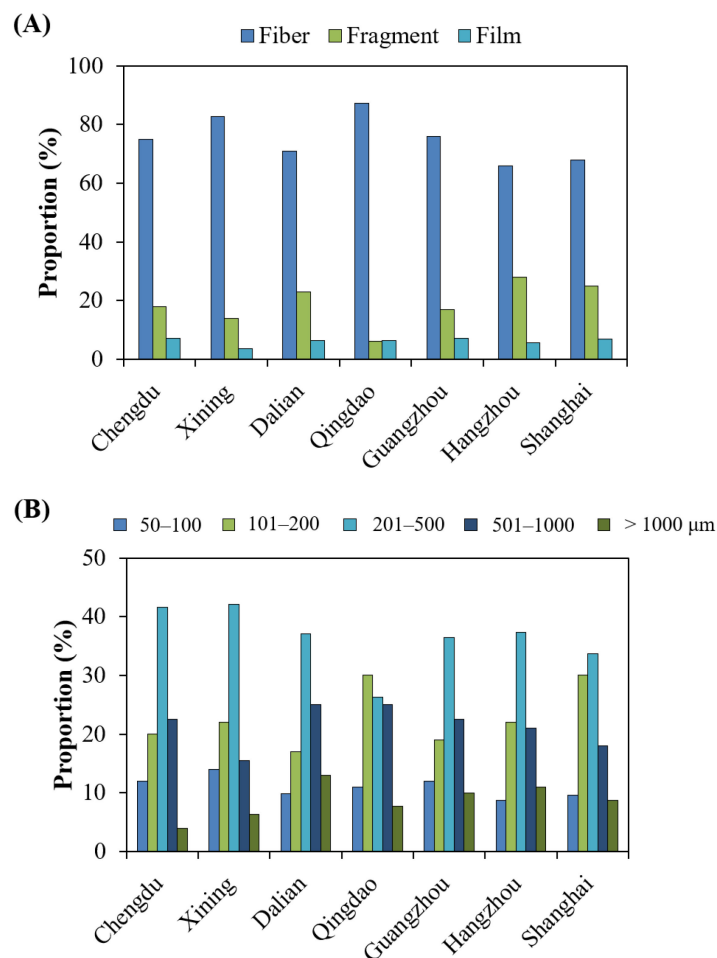 (A)
Fiber Fragment Film
100
80
60
40
20
0
Proportion (%)
Chengdu Xining Dalian Qingdao Guangzhou Hangzhou Shanghai
(B)
50–100 101–200 201–500 501–1000 > 1000 μm
50
40
30
20
10
0
Proportion (%)
Chengdu Xining Dalian Qingdao Guangzhou Hangzhou Shanghai